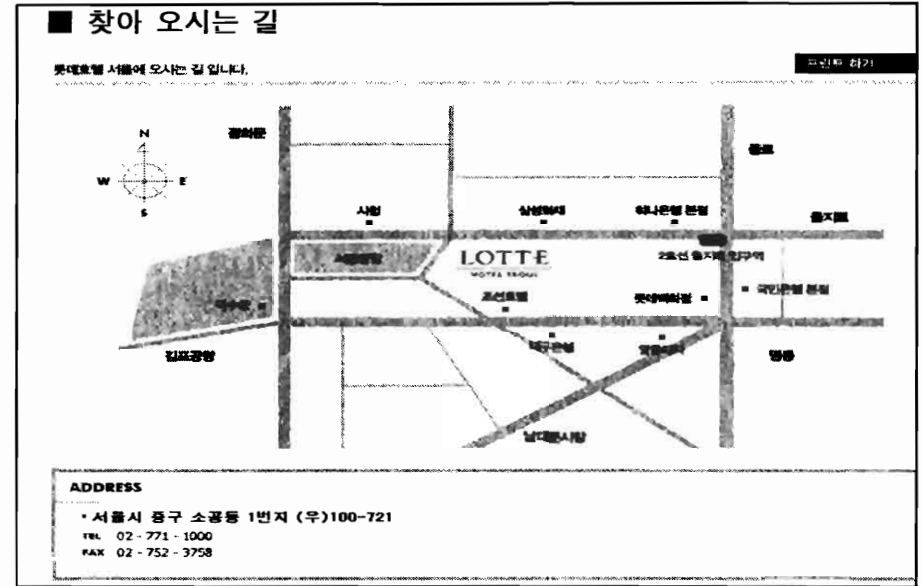 ■ 찾아 오시는 길
롯데호텔 서울에 오시는 길 입니다.
프린트 하기
N
광화문
종로
W
E
S
시청
삼성화재
하나은행 본점
을지로
LOTTE
HOTEL SEOUL
2호선 을지로 입구역
국민은행 본점
조선호텔
롯데백화점
김포공항
명동
남대문시장
ADDRESS
• 서울시 중구 소공동 1번지 (우)100-721
TEL 02 - 771 - 1000
FAX 02 - 752 - 3758